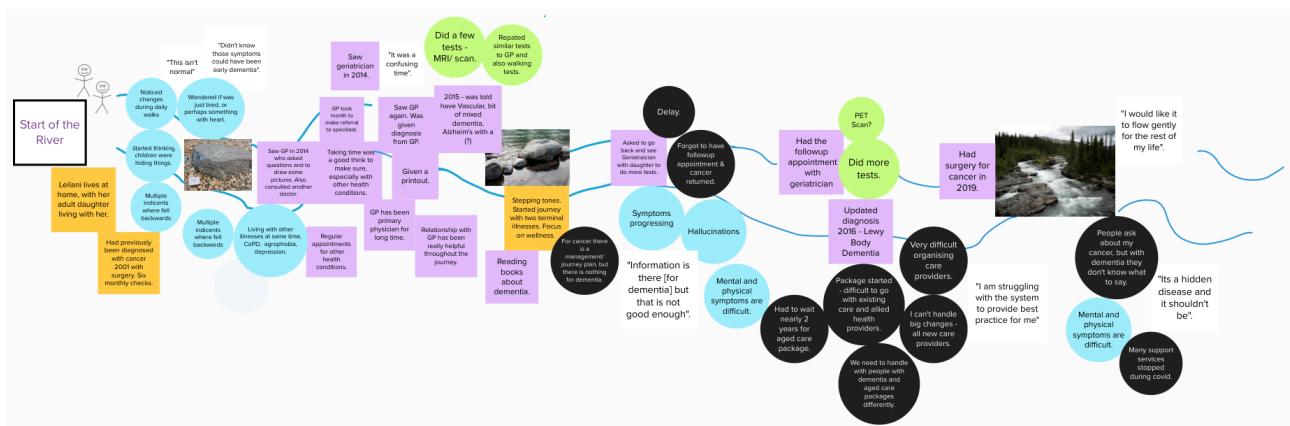 Start of the
River
Leilani lives at
home, with her
adult daughter
living with her.
Had previously
been diagnosed
with cancer
2001 with
surgery. Six
monthly checks.
"This isn't
normal"
"Didn't know
those symptoms
could have been
early dementia".
Noticed
changes
during daily
walks
Wondered if was
just tired, or
perhaps something
with heart.
Started thinking
children were
hiding things.
Multiple
indicents
where fell
backwards
Multiple
indicents
where fell
backwards
Living with other
illnesses at same time,
CoPD, agrophobia,
depression.
Saw GP in 2014
who asked
questions and to
draw some
pictures. Also
consulted another
doctor.
Regular
appointments
for other
health
conditions.
Saw
geriatrician
in 2014.
"It was a
confusing
time".
Did a few
tests -
MRI/ scan.
Repated
similar tests
to GP and
also walking
tests.
GP took
month to
make referral
to speciliest.
Saw GP
again. Was
given
diagnosis
from GP.
2015 - was told
have Vascular, bit
of mixed
dementia,
Alzheim's with a
(?)
Taking time was
a good think to
make sure,
especially with
other health
conditions.
Given a
printout.
GP has been
primary
physician for
long time.
Relationship with
GP has been
really helpful
throughout the
journey.
Stepping tones.
Started journey
with two terminal
illnesses. Focus
on wellness.
Reading
books
about
dementia.
For cancer there
is a
management/
journey plan, but
there is nothing
for dementia.
Delay.
Asked to go
back and see
Geriatraician
with daughter to
do more tests.
Forgot to have
followup
appointment &
cancer
returned.
Symptoms
progressing
Hallucinations
"Information is
there [for
dementia] but
that is not
good enough".
Mental and
physical
symptoms are
difficult.
Had to wait
nearly 2
years for
aged care
package.
Had the
followup
appointment
with
geriatrician
PET
Scan?
Did more
tests.
Updated
diagnosis
2016 - Lewy
Body
Dementia
Package started -
difficult to go
with existing
care and allied
health
providers.
Very difficult
organising
care
providers.
I can't handle
big changes -
all new care
providers.
We need to handle
with people with
dementia and
aged care
packages
differently.
"I am struggling
with the system
to provide best
practice for me"
Had
surgery for
cancer in
2019.
"I would like it
to flow gently
for the rest of
my life".
People ask
about my
cancer, but
with dementia
they don't know
what to
say.
"Its a hidden
disease and it
shouldn't
be".
Mental and
physical
symptoms are
difficult.
Many support
services
stopped
during covid.